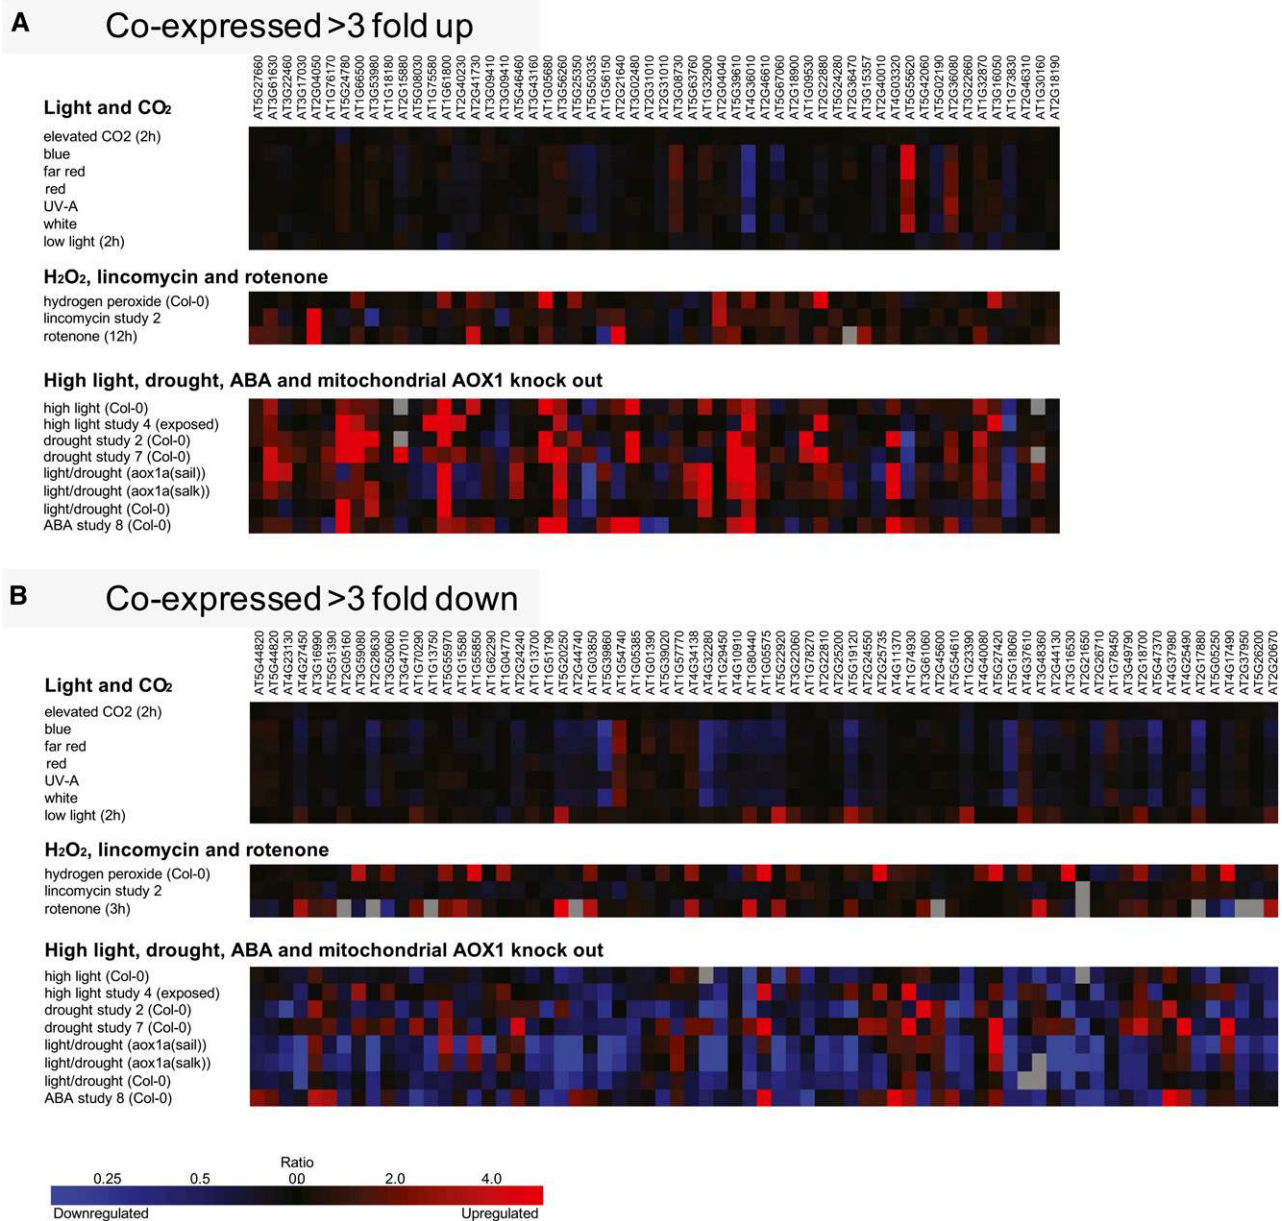 A
Co-expressed >3 fold up
AT5G27660
AT3G61630
AT3G22460
AT3G17030
AT2G04050
AT1G76170
AT5G24780
AT1G66500
AT3G53980
AT1G18180
AT2G15880
AT5G08030
AT1G75580
AT1G61800
AT2G40230
AT2G41730
AT3G09410
AT3G09410
AT5G46460
AT3G43160
AT1G05680
AT3G56260
AT5G25350
AT5G50335
AT1G56150
AT2G21640
AT3G02480
AT2G31010
AT2G31010
AT3G08730
AT5G63760
AT1G32900
AT2G04040
AT5G39610
AT4G36010
AT2G46610
AT5G67060
AT2G18900
AT1G09530
AT2G22880
AT5G24280
AT2G36470
AT3G15357
AT2G40010
AT4G03320
AT5G55620
AT5G42060
AT5G02190
AT2G36080
AT3G22660
AT1G32870
AT3G16050
AT1G73830
AT2G46310
AT1G30160
AT2G18190
Light and CO2
elevated CO2 (2h)
blue
far red
red
UV-A
white
low light (2h)
H2O2, lincomycin and rotenone
hydrogen peroxide (Col-0)
lincomycin study 2
rotenone (12h)
High light, drought, ABA and mitochondrial AOX1 knock out
high light (Col-0)
high light study 4 (exposed)
drought study 2 (Col-0)
drought study 7 (Col-0)
light/drought (aox1a(sail))
light/drought (aox1a(salk))
light/drought (Col-0)
ABA study 8 (Col-0)
B
Co-expressed >3 fold down
AT5G44820
AT5G44820
AT4G23130
AT4G27450
AT3G16990
AT5G51390
AT2G05160
AT3G59080
AT2G28630
AT3G50060
AT3G47010
AT1G70290
AT1G13750
AT5G55970
AT1G15580
AT1G55850
AT1G62290
AT1G04770
AT2G24240
AT1G13700
AT1G51790
AT5G20250
AT2G44740
AT1G03850
AT5G39860
AT1G54740
AT1G05385
AT1G01390
AT5G39020
AT1G57770
AT4G34138
AT4G32280
AT1G29450
AT4G10910
AT1G80440
AT1G05575
AT5G22920
AT3G22060
AT1G78270
AT2G22810
AT2G25200
AT5G19120
AT2G24550
AT2G25735
AT4G11370
AT1G74930
AT3G61060
AT2G45600
AT5G54610
AT1G23390
AT4G40080
AT5G27420
AT5G18060
AT4G37610
AT3G48360
AT2G44130
AT3G16530
AT2G21650
AT2G26710
AT1G78450
AT3G49790
AT2G18700
AT5G47370
AT4G37980
AT4G25490
AT2G17880
AT5G05250
AT4G17490
AT2G37950
AT5G26200
AT2G20670
Light and CO2
elevated CO2 (2h)
blue
far red
red
UV-A
white
low light (2h)
H2O2, lincomycin and rotenone
hydrogen peroxide (Col-0)
lincomycin study 2
rotenone (3h)
High light, drought, ABA and mitochondrial AOX1 knock out
high light (Col-0)
high light study 4 (exposed)
drought study 2 (Col-0)
drought study 7 (Col-0)
light/drought (aox1a(sail))
light/drought (aox1a(salk))
light/drought (Col-0)
ABA study 8 (Col-0)
Ratio
0.25 0.5 00 2.0 4.0
Downregulated Upregulated